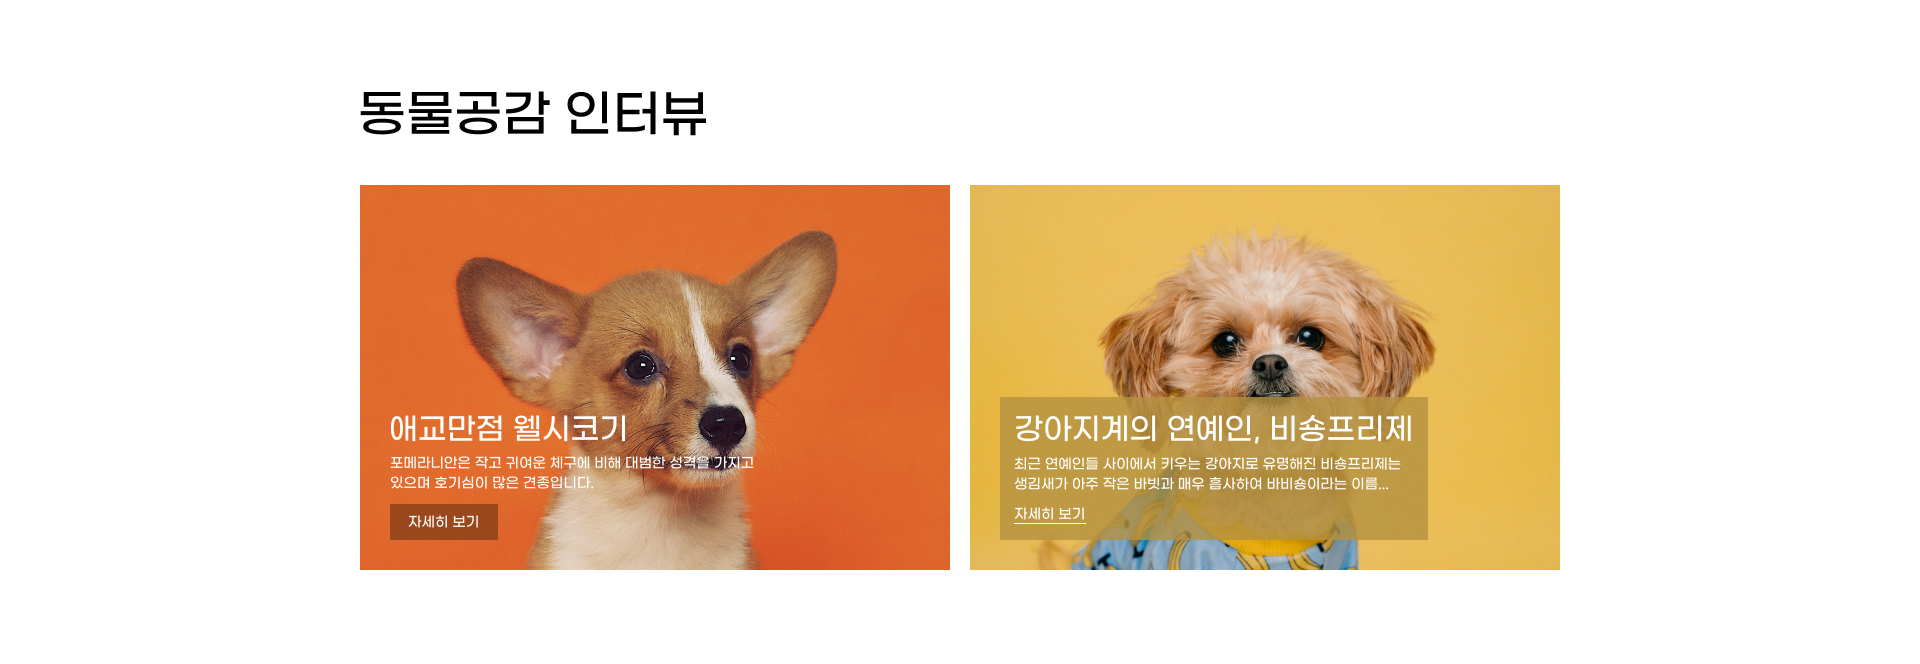 동물공감 인터뷰
애교만점 웰시코기
포메라니안은 작고 귀여운 체구에 비해 대범한 성격을 가지고
있으며 호기심이 많은 견종입니다.
자세히 보기
강아지계의 연예인, 비숑프리제
최근 연예인들 사이에서 키우는 강아지로 유명해진 비숑프리제는
생김새가 아주 작은 바빗과 매우 흡사하여 바비숑이라는 이름...
자세히 보기